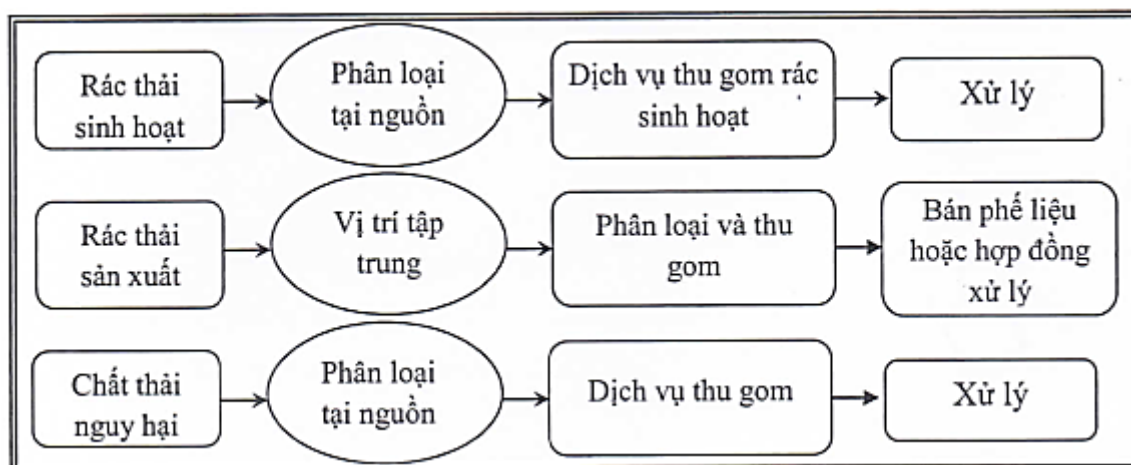 Rác thải
sinh hoạt
Phân loại
tại nguồn
Dịch vụ thu gom rác
sinh hoạt
Xử lý
Rác thải
sản xuất
Vị trí tập
trung
Phân loại và thu
gom
Bán phế liệu
hoặc hợp đồng
xử lý
Chất thải
nguy hại
Phân loại
tại nguồn
Dịch vụ thu gom
Xử lý